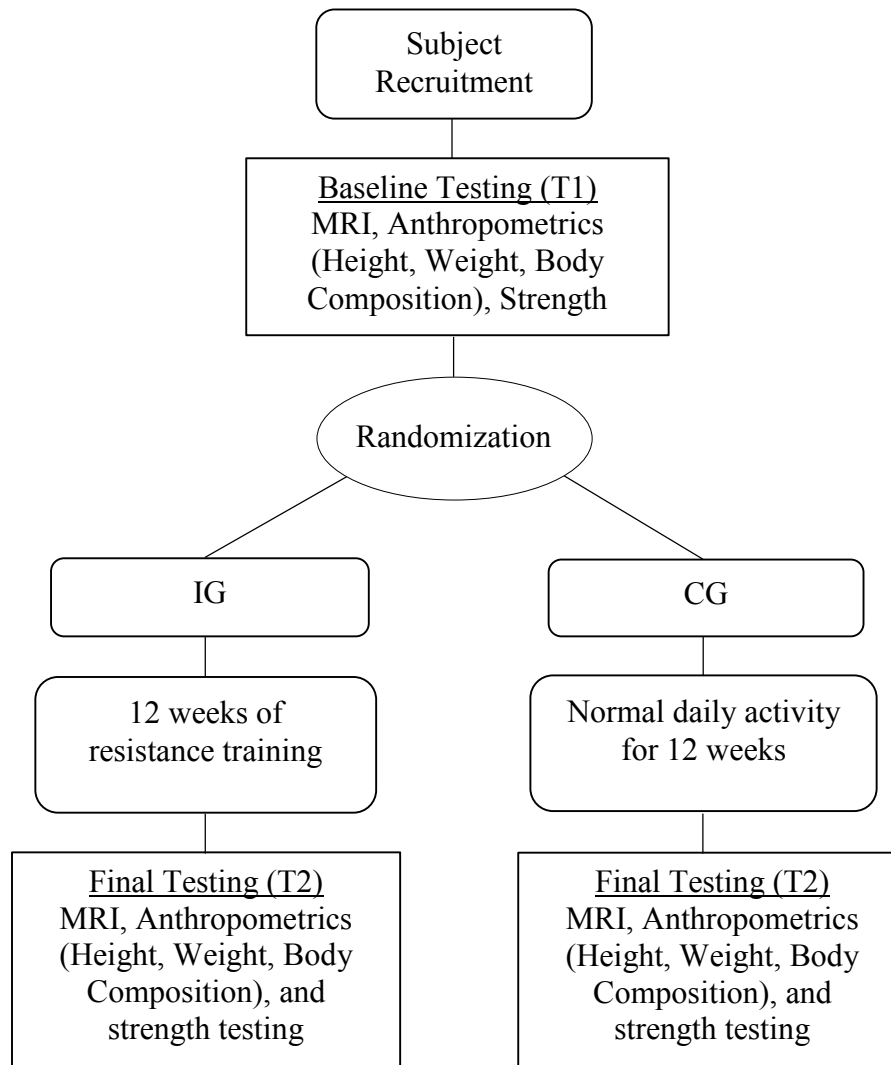 Subject
Recruitment
Baseline Testing (T1)
MRI, Anthropometrics
(Height, Weight, Body
Composition), Strength
Randomization
IG
CG
12 weeks of
resistance training
Normal daily activity
for 12 weeks
Final Testing (T2)
MRI, Anthropometrics
(Height, Weight, Body
Composition), and
strength testing
Final Testing (T2)
MRI, Anthropometrics
(Height, Weight, Body
Composition), and
strength testing